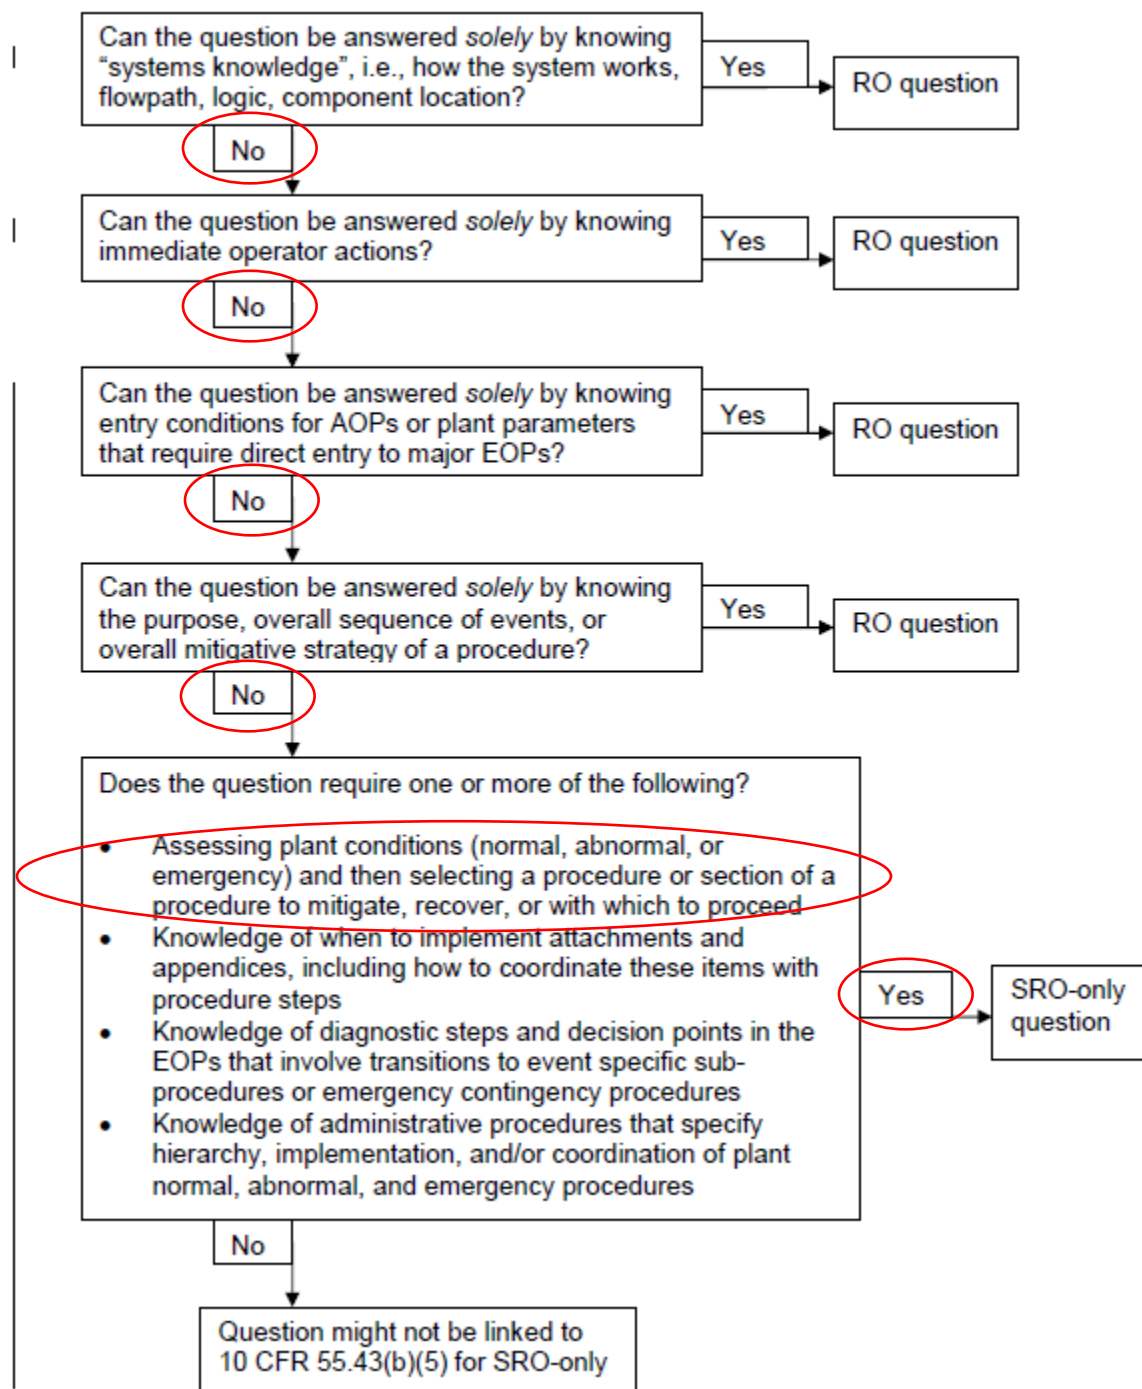 Can the question be answered solely by knowing
“systems knowledge”, i.e., how the system works,
flowpath, logic, component location?
Yes
RO question
No
Can the question be answered solely by knowing
immediate operator actions?
Yes
RO question
No
Can the question be answered solely by knowing
entry conditions for AOPs or plant parameters
that require direct entry to major EOPs?
Yes
RO question
No
Can the question be answered solely by knowing
the purpose, overall sequence of events, or
overall mitigative strategy of a procedure?
Yes
RO question
No
Does the question require one or more of the following?
• Assessing plant conditions (normal, abnormal, or
emergency) and then selecting a procedure or section of a
procedure to mitigate, recover, or with which to proceed
• Knowledge of when to implement attachments and
appendices, including how to coordinate these items with
procedure steps
• Knowledge of diagnostic steps and decision points in the
EOPs that involve transitions to event specific sub-
procedures or emergency contingency procedures
• Knowledge of administrative procedures that specify
hierarchy, implementation, and/or coordination of plant
normal, abnormal, and emergency procedures
Yes
SRO-only
question
No
Question might not be linked to
10 CFR 55.43(b)(5) for SRO-only